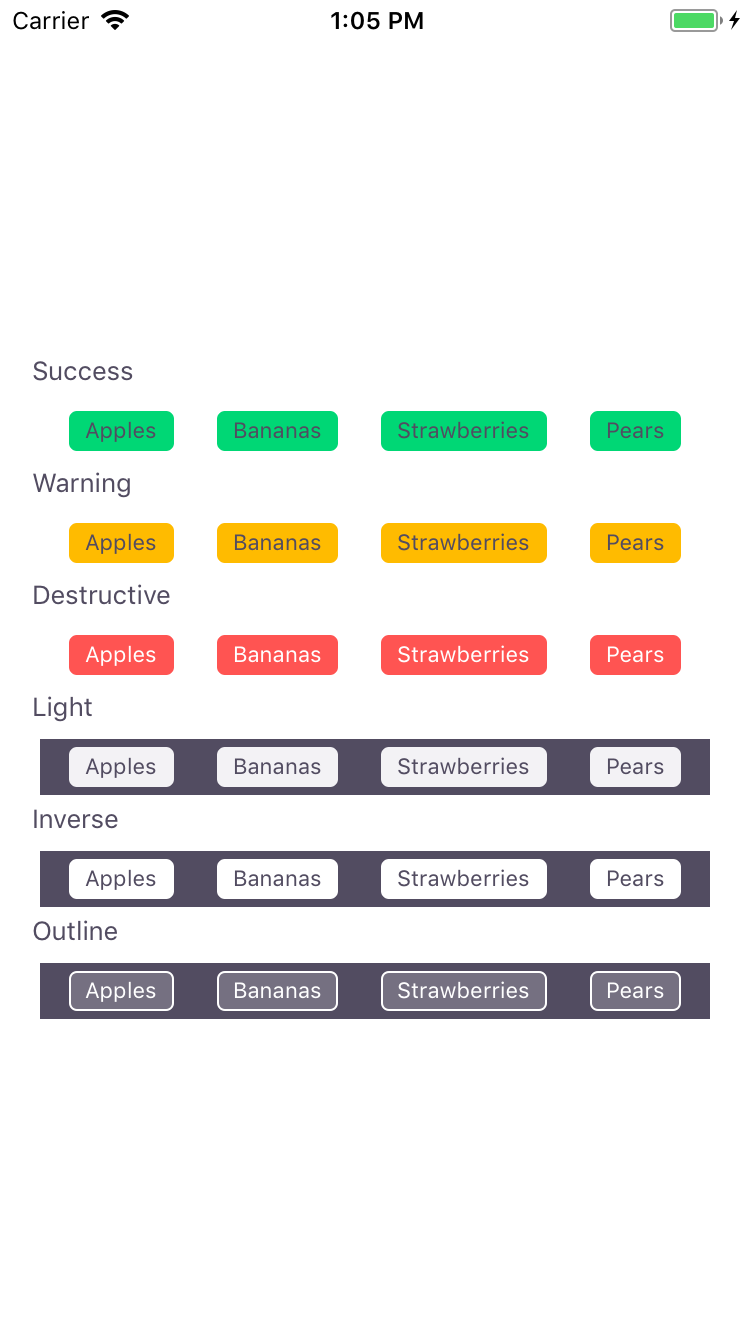 Carrier 1:05 PM
Success
Apples Bananas Strawberries Pears
Warning
Apples Bananas Strawberries Pears
Destructive
Apples Bananas Strawberries Pears
Light
Apples Bananas Strawberries Pears
Inverse
Apples Bananas Strawberries Pears
Outline
Apples Bananas Strawberries Pears